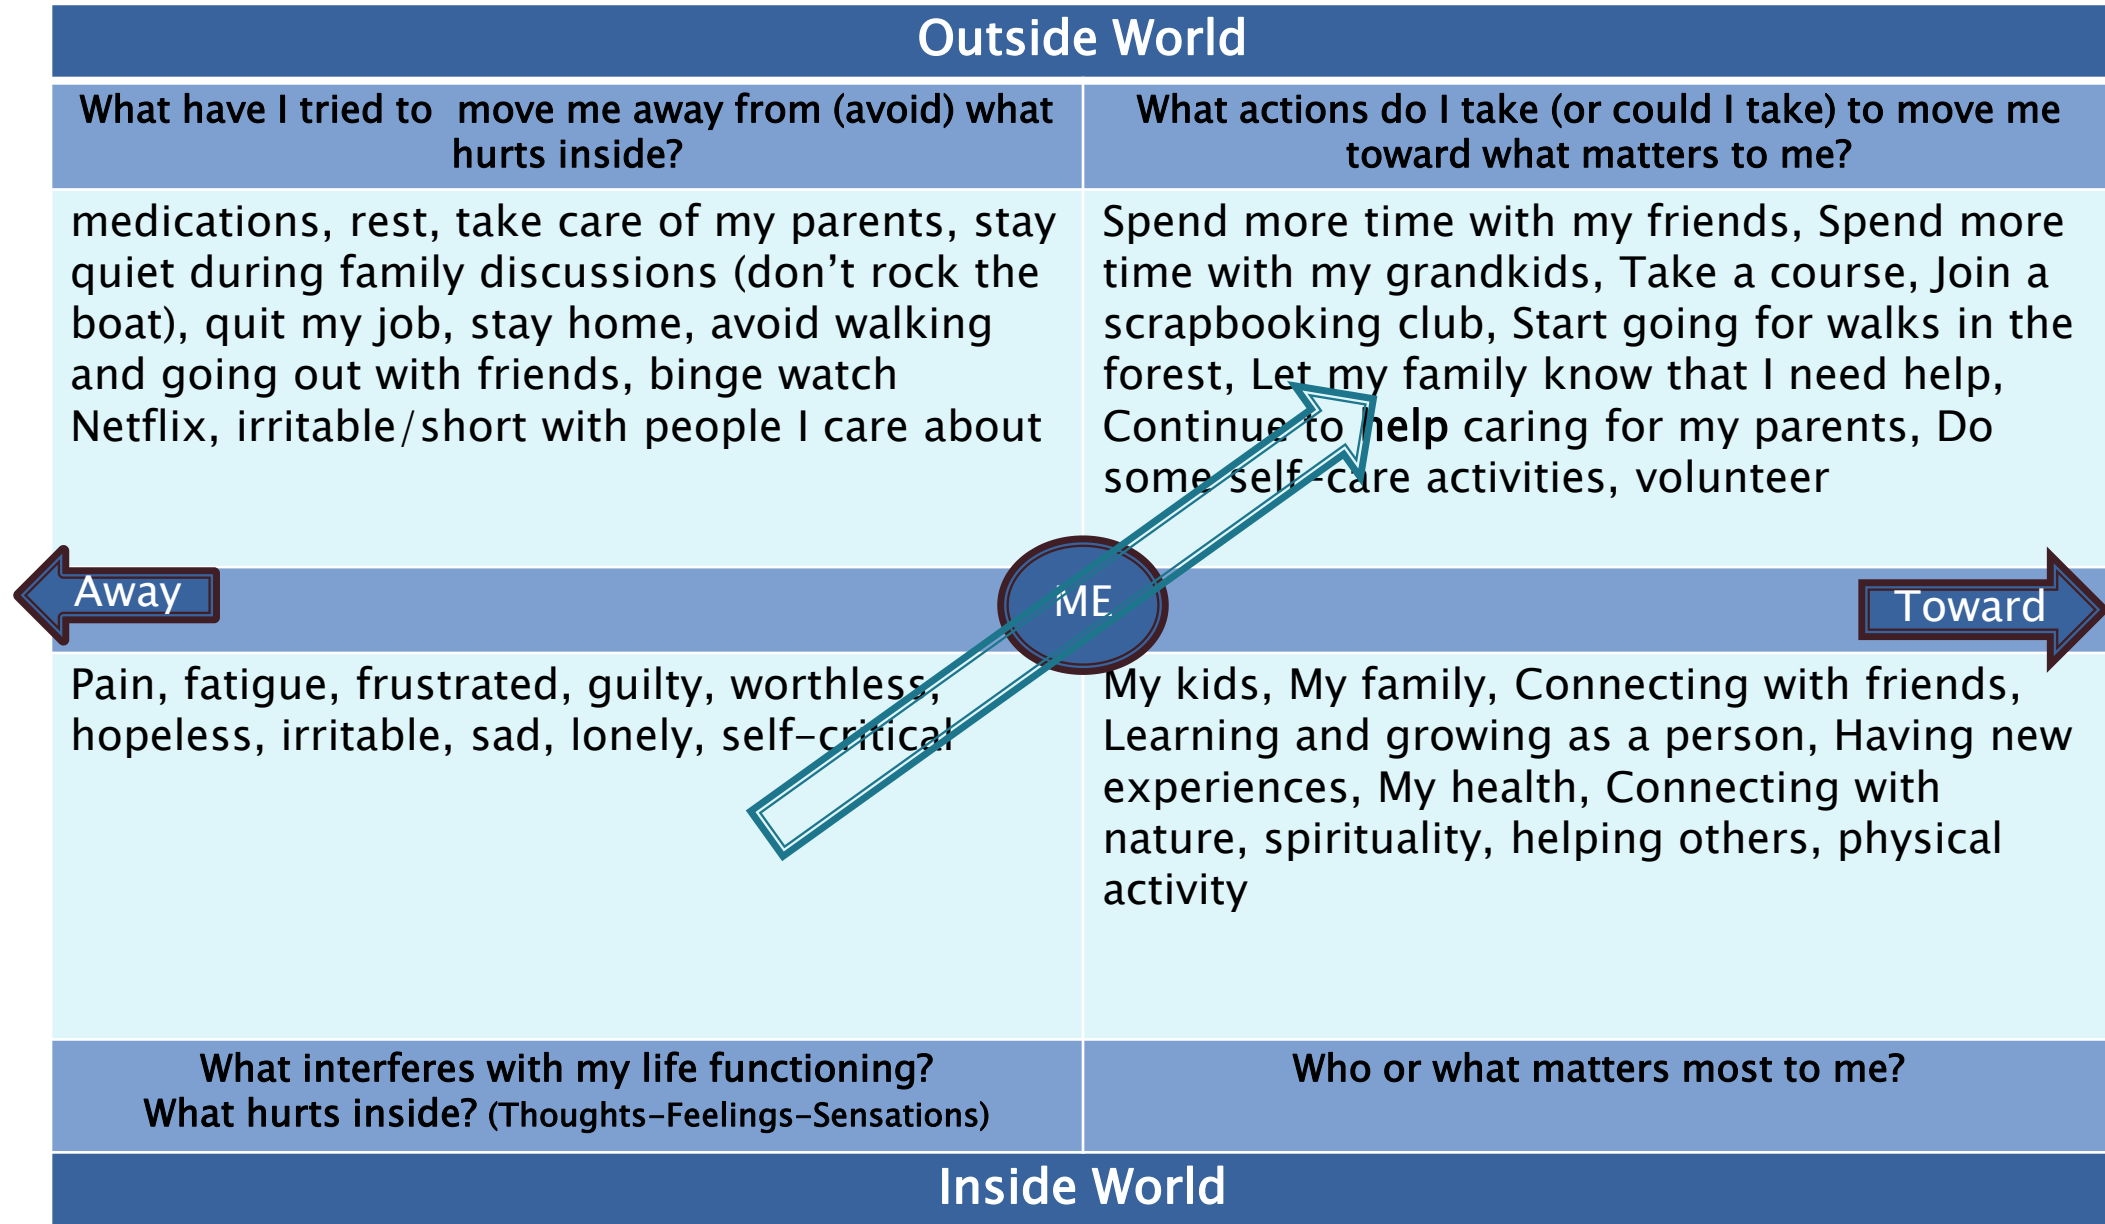 Outside World
What have I tried to  move me away from (avoid) what
hurts inside?
What actions do I take (or could I take) to move me
toward what matters to me?
medications, rest, take care of my parents, stay
quiet during family discussions (don’t rock the
boat), quit my job, stay home, avoid walking
and going out with friends, binge watch
Netflix, irritable/short with people I care about
Spend more time with my friends, Spend more
time with my grandkids, Take a course, Join a
scrapbooking club, Start going for walks in the
forest, Let my family know that I need help,
Continue to help caring for my parents, Do
some self-care activities, volunteer
Away
ME
Toward
Pain, fatigue, frustrated, guilty, worthless,
hopeless, irritable, sad, lonely, self-critical
My kids, My family, Connecting with friends,
Learning and growing as a person, Having new
experiences, My health, Connecting with
nature, spirituality, helping others, physical
activity
What interferes with my life functioning?
What hurts inside? (Thoughts-Feelings-Sensations)
Who or what matters most to me?
Inside World